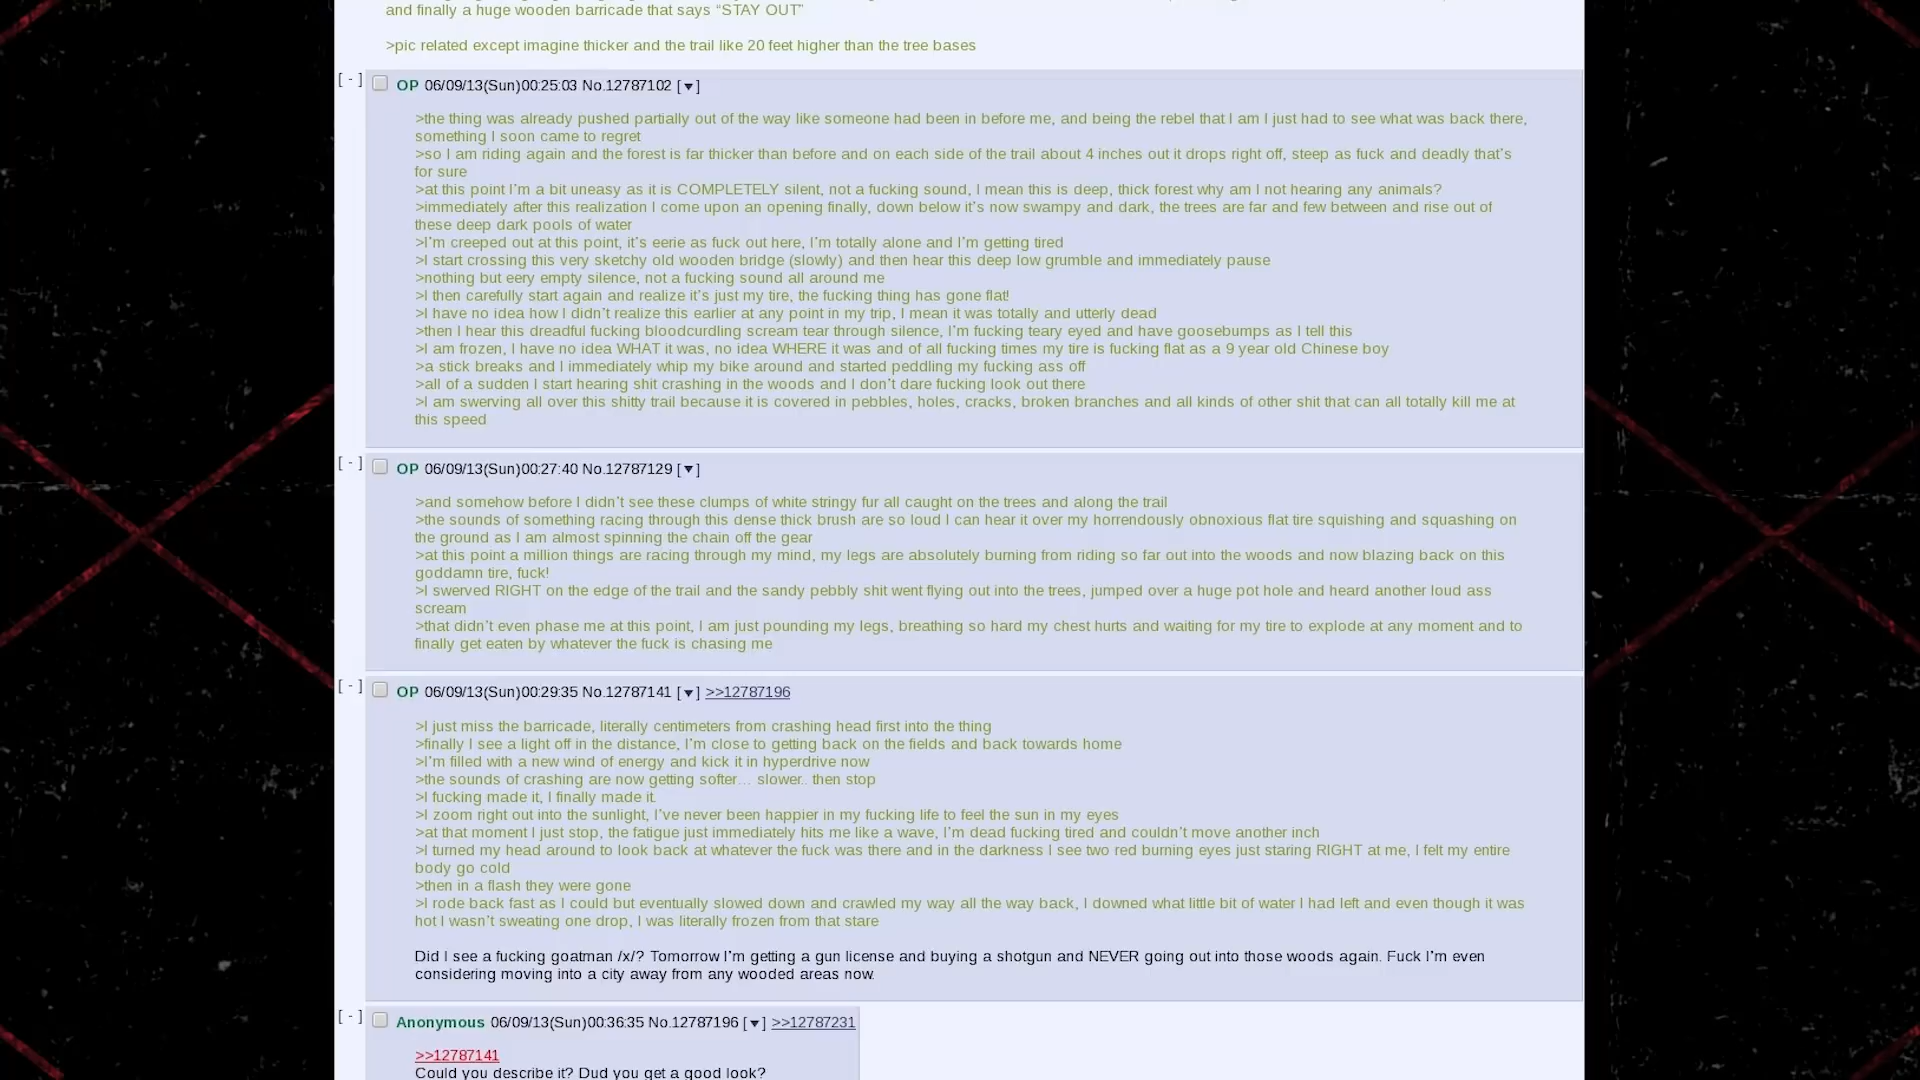 and finally a huge wooden barricade that says “STAY OUT”
>pic related except imagine thicker and the trail like 20 feet higher than the tree bases
[ - ] OP 06/09/13(Sun)00:25:03 No.12787102 [▼]
>the thing was already pushed partially out of the way like someone had been in before me, and being the rebel that I am I just had to see what was back there,
something I soon came to regret
>so I am riding again and the forest is far thicker than before and on each side of the trail about 4 inches out it drops right off, steep as fuck and deadly that's
for sure
>at this point I'm a bit uneasy as it is COMPLETELY silent, not a fucking sound, I mean this is deep, thick forest why am I not hearing any animals?
>immediately after this realization I come upon an opening finally, down below it's now swampy and dark, the trees are far and few between and rise out of
these deep dark pools of water
>I'm creeped out at this point, it's eerie as fuck out here, I'm totally alone and I'm getting tired
>I start crossing this very sketchy old wooden bridge (slowly) and then hear this deep low grumble and immediately pause
>nothing but eery empty silence, not a fucking sound all around me
>I then carefully start again and realize it's just my tire, the fucking thing has gone flat!
>I have no idea how I didn't realize this earlier at any point in my trip, I mean it was totally and utterly dead
>then I hear this dreadful fucking bloodcurdling scream tear through silence, I'm fucking teary eyed and have goosebumps as I tell this
>I am frozen, I have no idea WHAT it was, no idea WHERE it was and of all fucking times my tire is fucking flat as a 9 year old Chinese boy
>a stick breaks and I immediately whip my bike around and started peddling my fucking ass off
>all of a sudden I start hearing shit crashing in the woods and I don't dare fucking look out there
>I am swerving all over this shitty trail because it is covered in pebbles, holes, cracks, broken branches and all kinds of other shit that can all totally kill me at
this speed
[ - ] OP 06/09/13(Sun)00:27:40 No.12787129 [▼]
>and somehow before I didn't see these clumps of white stringy fur all caught on the trees and along the trail
>the sounds of something racing through this dense thick brush are so loud I can hear it over my horrendously obnoxious flat tire squishing and squashing on
the ground as I am almost spinning the chain off the gear
>at this point a million things are racing through my mind, my legs are absolutely burning from riding so far out into the woods and now blazing back on this
goddamn tire, fuck!
>I swerved RIGHT on the edge of the trail and the sandy pebbly shit went flying out into the trees, jumped over a huge pot hole and heard another loud ass
scream
>that didn't even phase me at this point, I am just pounding my legs, breathing so hard my chest hurts and waiting for my tire to explode at any moment and to
finally get eaten by whatever the fuck is chasing me
[ - ] OP 06/09/13(Sun)00:29:35 No.12787141 [▼] >>12787196
>I just miss the barricade, literally centimeters from crashing head first into the thing
>finally I see a light off in the distance, I'm close to getting back on the fields and back towards home
>I'm filled with a new wind of energy and kick it in hyperdrive now
>the sounds of crashing are now getting softer... slower.. then stop
>I fucking made it, I finally made it.
>I zoom right out into the sunlight, I've never been happier in my fucking life to feel the sun in my eyes
>at that moment I just stop, the fatigue just immediately hits me like a wave, I'm dead fucking tired and couldn't move another inch
>I turned my head around to look back at whatever the fuck was there and in the darkness I see two red burning eyes just staring RIGHT at me, I felt my entire
body go cold
>then in a flash they were gone
>I rode back fast as I could but eventually slowed down and crawled my way all the way back, I downed what little bit of water I had left and even though it was
hot I wasn't sweating one drop, I was literally frozen from that stare
Did I see a fucking goatman /x/? Tomorrow I'm getting a gun license and buying a shotgun and NEVER going out into those woods again. Fuck I'm even
considering moving into a city away from any wooded areas now.
[ - ] Anonymous 06/09/13(Sun)00:36:35 No.12787196 [▼] >>12787231
>>12787141
Could you describe it? Dud you get a good look?